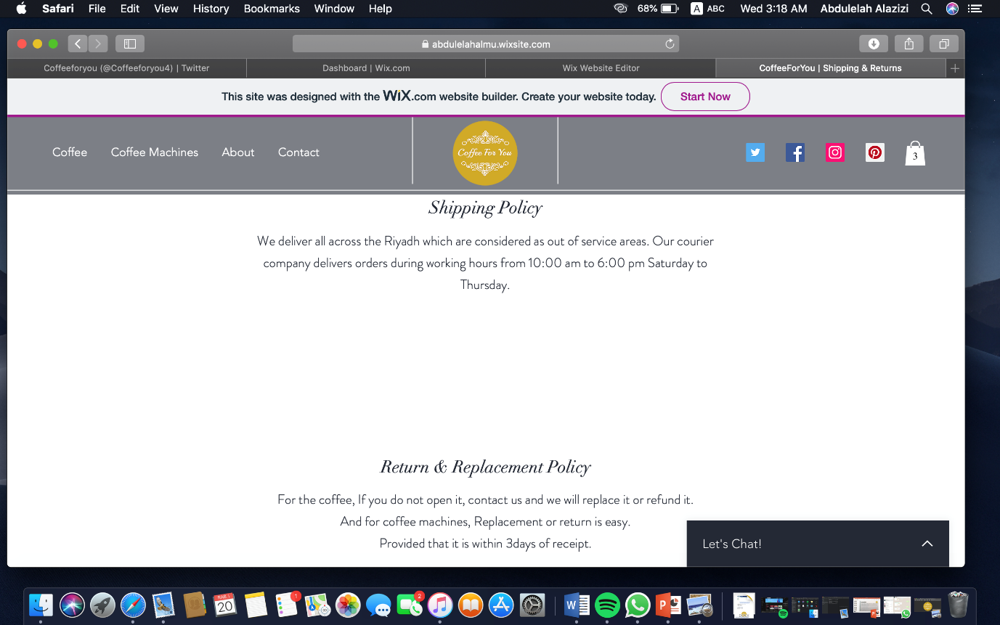 Safari File Edit View History Bookmarks Window Help 68% A ABC Wed 3:18 AM Abdulelah Alazizi
abdulelahalmu.wixsite.com
Coffeeforyou (@Coffeeforyou4) | Twitter Dashboard | Wix.com Wix Website Editor CoffeeForYou | Shipping & Returns
This site was designed with the WiX.com website builder. Create your website today. Start Now
Coffee Coffee Machines About Contact Coffee For You 3
Shipping Policy
We deliver all across the Riyadh which are considered as out of service areas. Our courier
company delivers orders during working hours from 10:00 am to 6:00 pm Saturday to
Thursday.
Return & Replacement Policy
For the coffee, If you do not open it, contact us and we will replace it or refund it.
And for coffee machines, Replacement or return is easy.
Provided that it is within 3days of receipt.
Let's Chat!
RAB. I
20
1
2
W
P